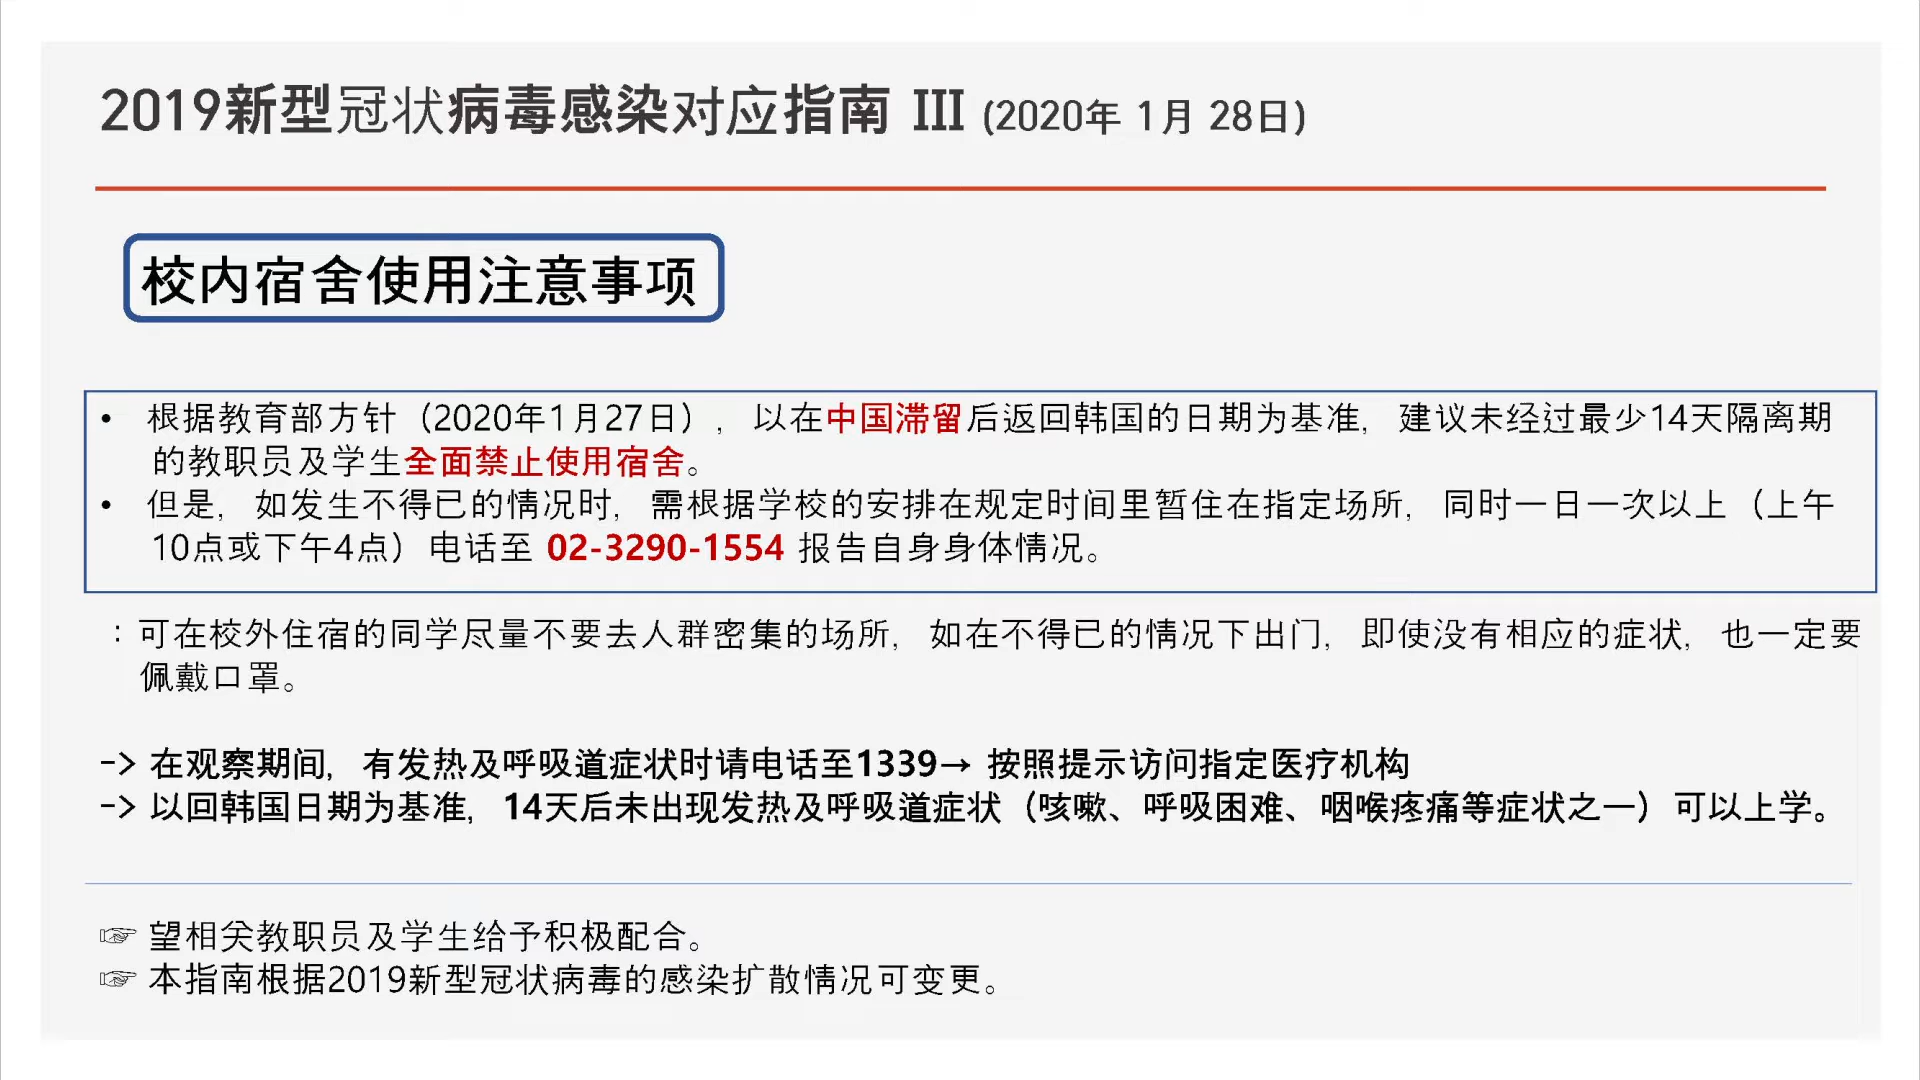 2019新型冠状病毒感染对应指南 III (2020年 1月 28日)
校内宿舍使用注意事项
• 根据教育部方针（2020年1月27日）, 以在中国滞留后返回韩国的日期为基准, 建议未经过最少14天隔离期
的教职员及学生全面禁止使用宿舍。
• 但是, 如发生不得已的情况时, 需根据学校的安排在规定时间里暂住在指定场所, 同时一日一次以上（上午
10点或下午4点）电话至 02-3290-1554 报告自身身体情况。
: 可在校外住宿的同学尽量不要去人群密集的场所, 如在不得已的情况下出门, 即使没有相应的症状, 也一定要
佩戴口罩。
-> 在观察期间, 有发热及呼吸道症状时请电话至1339→ 按照提示访问指定医疗机构
-> 以回韩国日期为基准, 14天后未出现发热及呼吸道症状（咳嗽、呼吸困难、咽喉疼痛等症状之一）可以上学。
☞ 望相关教职员及学生给予积极配合。
☞ 本指南根据2019新型冠状病毒的感染扩散情况可变更。